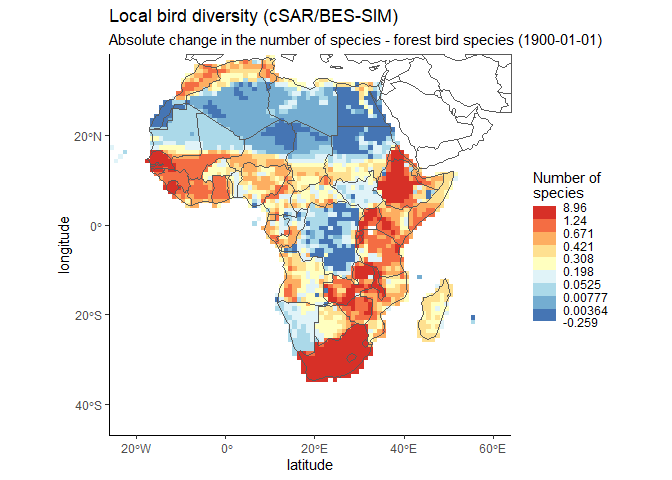 Local bird diversity (cSAR/BES-SIM)
Absolute change in the number of species - forest bird species (1900-01-01)
Number of
species
8.96
1.24
0.671
0.421
0.308
0.198
0.0525
0.00777
0.00364
-0.259
longitude
20°N
0°
20°S
40°S
20°W 0° 20°E 40°E 60°E
latitude